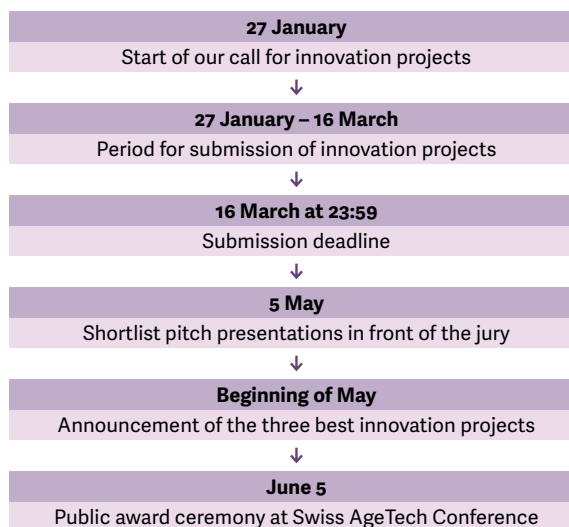 27 January
Start of our call for innovation projects
↓
27 January – 16 March
Period for submission of innovation projects
↓
16 March at 23:59
Submission deadline
↓
5 May
Shortlist pitch presentations in front of the jury
↓
Beginning of May
Announcement of the three best innovation projects
↓
June 5
Public award ceremony at Swiss AgeTech Conference